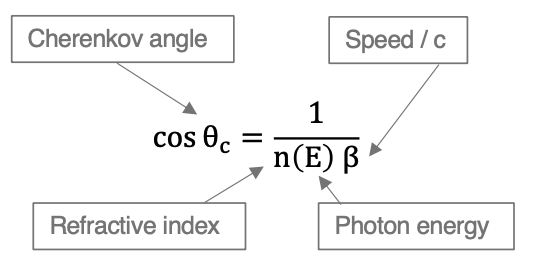 Cherenkov angle
Speed / c
cos θc = 1 / n(E) β
Refractive index
Photon energy